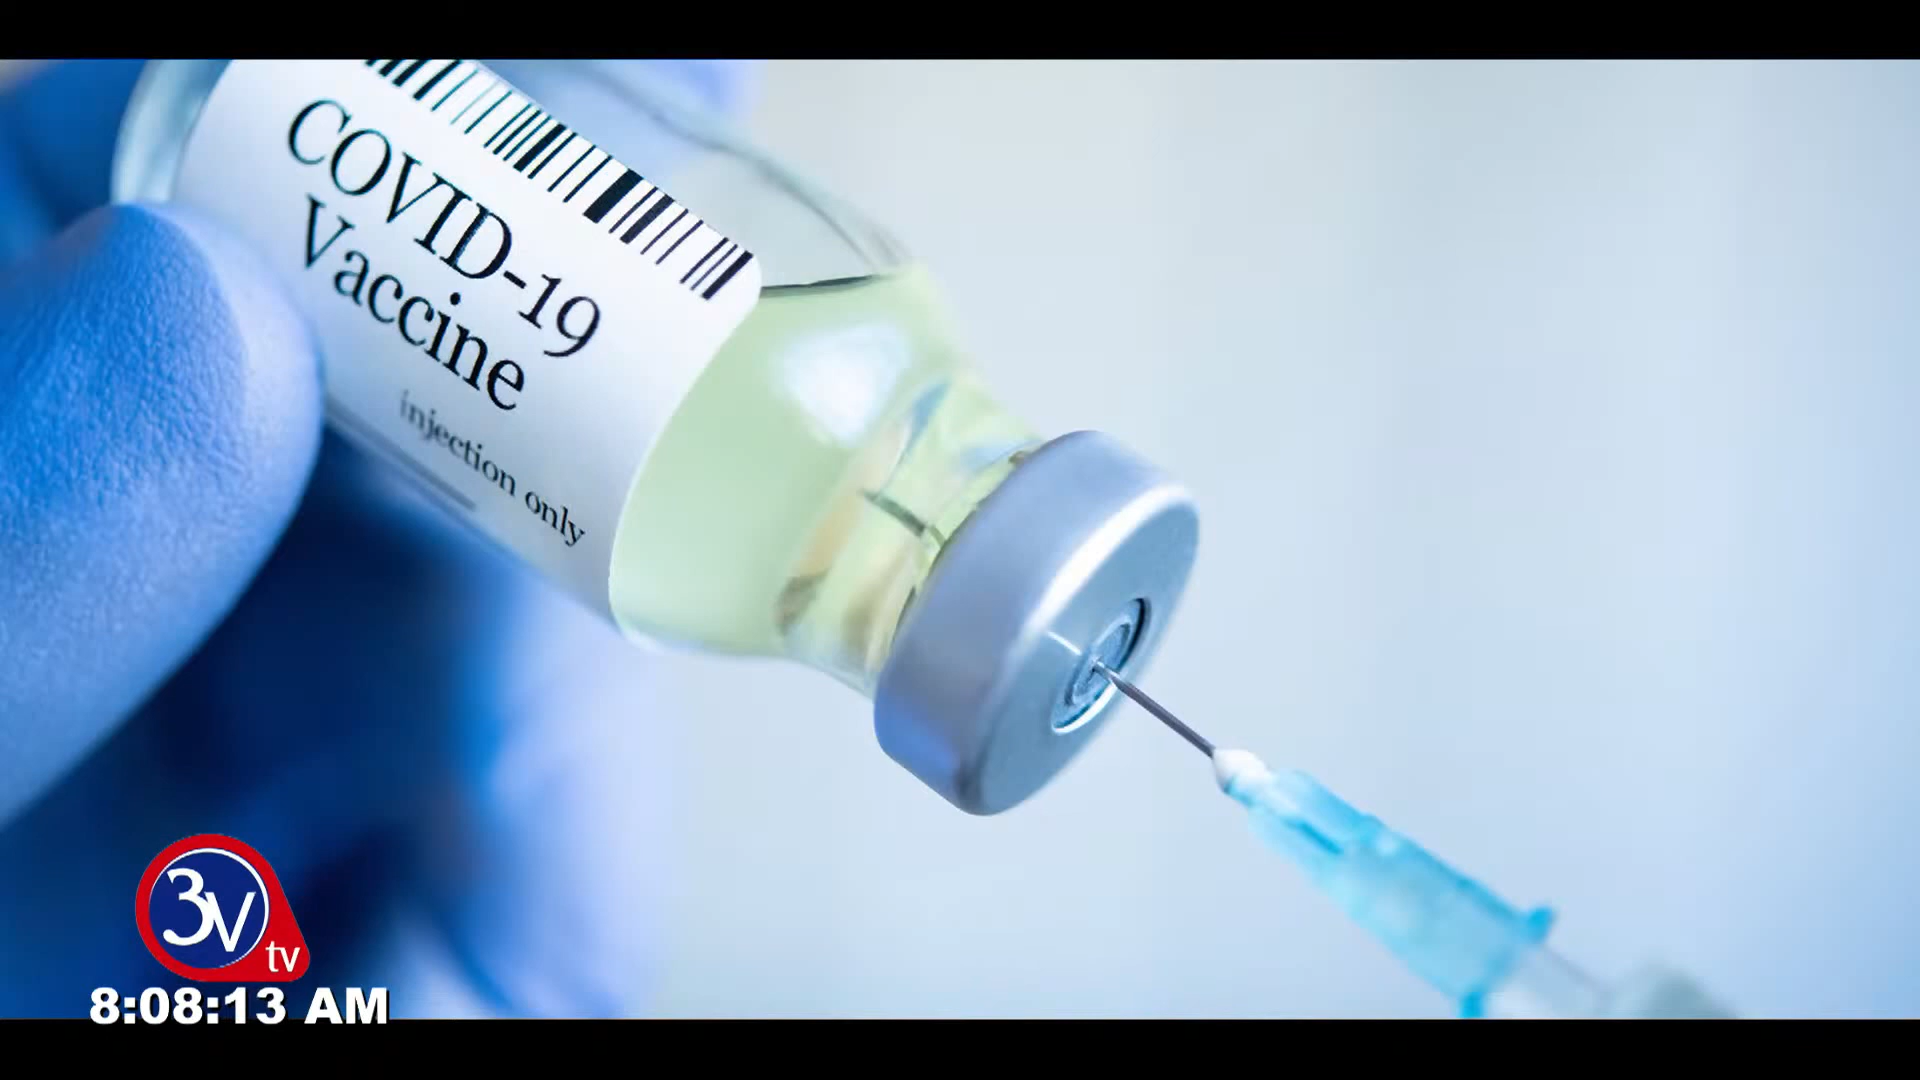 COVID-19
Vaccine
injection only
3V
tv
8:08:13 AM